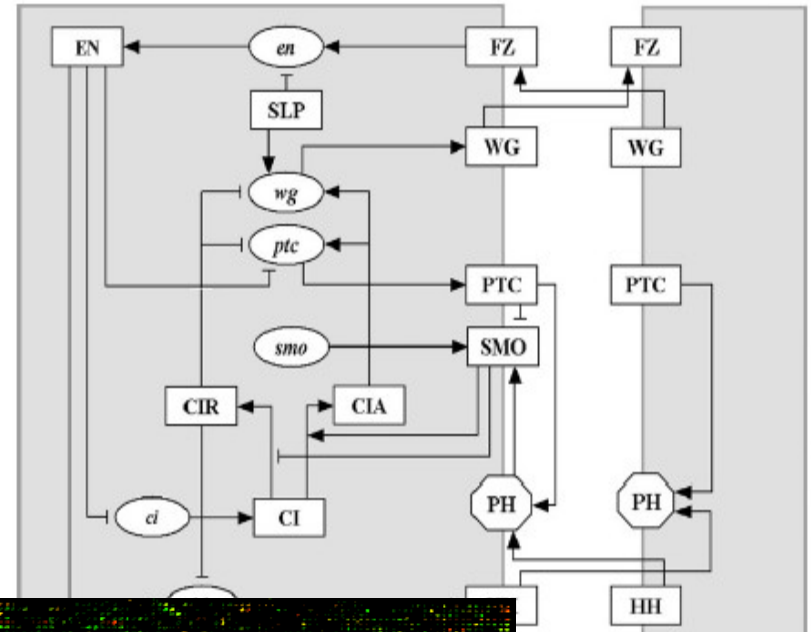 EN en FZ FZ
SLP
WG WG
wg
ptc
PTC PTC
smo SMO
CIR CIA
PH PH
ci CI
HH